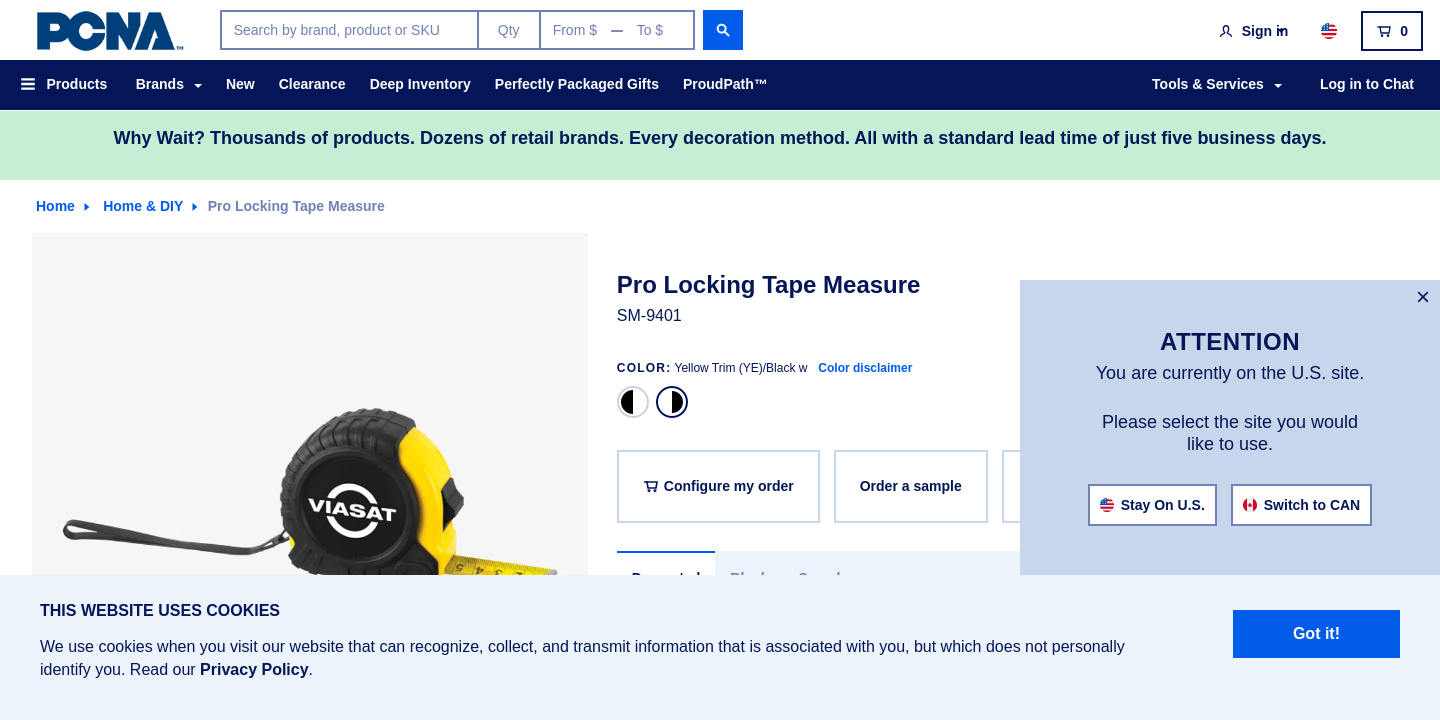 PCNA™
Search by brand, product or SKU
Qty
From $ — To $
Sign in
0
Products
Brands
New
Clearance
Deep Inventory
Perfectly Packaged Gifts
ProudPath™
Tools & Services
Log in to Chat
Why Wait? Thousands of products. Dozens of retail brands. Every decoration method. All with a standard lead time of just five business days.
Home
Home & DIY
Pro Locking Tape Measure
VIASAT
Pro Locking Tape Measure
SM-9401
COLOR: Yellow Trim (YE)/Black w
Color disclaimer
Configure my order
Order a sample
×
ATTENTION
You are currently on the U.S. site.
Please select the site you would
like to use.
Stay On U.S.
Switch to CAN
THIS WEBSITE USES COOKIES
We use cookies when you visit our website that can recognize, collect, and transmit information that is associated with you, but which does not personally
identify you. Read our Privacy Policy.
Got it!